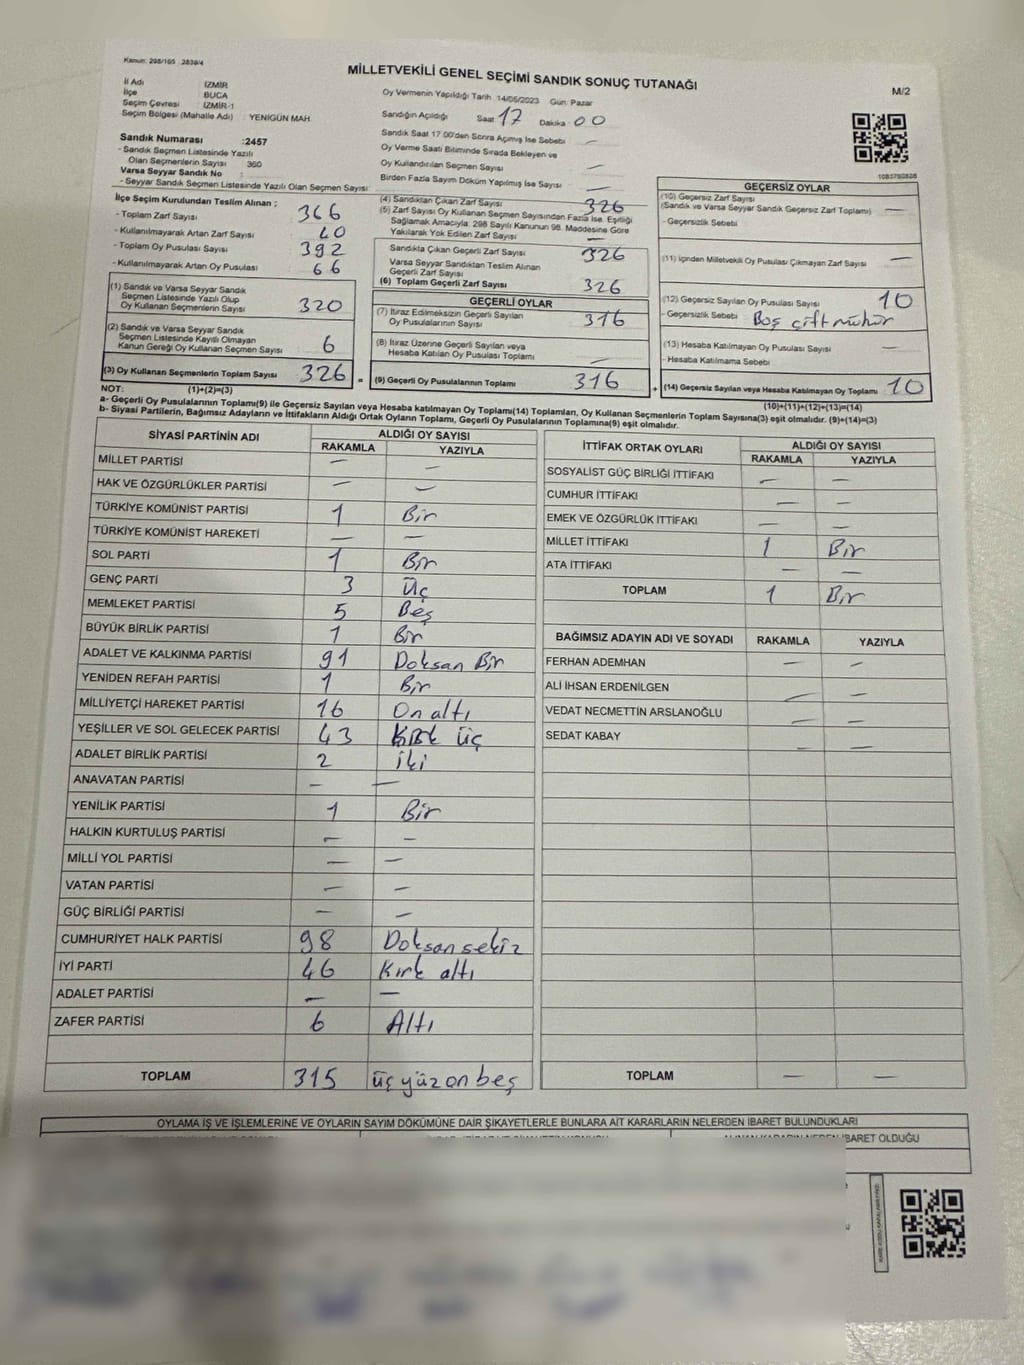 Kanun: 298/105 2839/4
MİLLETVEKİLİ GENEL SEÇİMİ SANDIK SONUÇ TUTANAĞI
M/2
İl Adı : İZMİR
İlçe : BUCA
Seçim Çevresi : İZMİR-1
Seçim Bölgesi (Mahalle Adı) : YENİGÜN MAH.
Sandık Numarası :2457
- Sandık Seçmen Listesinde Yazılı
Olan Seçmenlerin Sayısı 360
Varsa Seyyar Sandık No :
- Seyyar Sandık Seçmen Listesinde Yazılı Olan Seçmen Sayısı:
Oy Vermenin Yapıldığı Tarih 14/05/2023 Gün: Pazar
Sandığın Açıldığı Saat 17 Dakika 00
Sandık Saat 17.00'den Sonra Açılmış İse Sebebi —
Oy Verme Saati Bitiminde Sırada Bekleyen ve
Oy Kullandırılan Seçmen Sayısı —
Birden Fazla Sayım Döküm Yapılmış İse Sayısı —
1083780808
İlçe Seçim Kurulundan Teslim Alınan ;
- Toplam Zarf Sayısı 366
- Kullanılmayarak Artan Zarf Sayısı 40
- Toplam Oy Pusulası Sayısı 392
- Kullanılmayarak Artan Oy Pusulası 66
(1) Sandık ve Varsa Seyyar Sandık
Seçmen Listesinde Yazılı Olup
Oy Kullanan Seçmenlerin Sayısı 320
(2) Sandık ve Varsa Seyyar Sandık
Seçmen Listesinde Kayıtlı Olmayan
Kanun Gereği Oy Kullanan Seçmen Sayısı 6
(3) Oy Kullanan Seçmenlerin Toplam Sayısı 326
(4) Sandıktan Çıkan Zarf Sayısı 326
(5) Zarf Sayısı Oy Kullanan Seçmen Sayısından Fazla İse, Eşitliği
Sağlamak Amacıyla, 298 Sayılı Kanunun 98. Maddesine Göre
Yakılarak Yok Edilen Zarf Sayısı —
Sandıkta Çıkan Geçerli Zarf Sayısı 326
Varsa Seyyar Sandıktan Teslim Alınan
Geçerli Zarf Sayısı
(6) Toplam Geçerli Zarf Sayısı 326
GEÇERLİ OYLAR
(7) İtiraz Edilmeksizin Geçerli Sayılan
Oy Pusulalarının Sayısı 316
(8) İtiraz Üzerine Geçerli Sayılan veya
Hesaba Katılan Oy Pusulası Toplamı —
= (9) Geçerli Oy Pusulalarının Toplamı 316 +
GEÇERSİZ OYLAR
(10) Geçersiz Zarf Sayısı
(Sandık ve Varsa Seyyar Sandık Geçersiz Zarf Toplamı) —
- Geçersizlik Sebebi
(11) İçinden Milletvekili Oy Pusulası Çıkmayan Zarf Sayısı —
(12) Geçersiz Sayılan Oy Pusulası Sayısı 10
- Geçersizlik Sebebi Boş çift mühür
(13) Hesaba Katılmayan Oy Pusulası Sayısı —
- Hesaba Katılmama Sebebi
(14) Geçersiz Sayılan veya Hesaba Katılmayan Oy Toplamı 10
NOT: (1)+(2)=(3) (10)+(11)+(12)+(13)=(14)
a- Geçerli Oy Pusulalarının Toplamı(9) ile Geçersiz Sayılan veya Hesaba katılmayan Oy Toplamı(14) Toplamları, Oy Kullanan Seçmenlerin Toplam Sayısına(3) eşit olmalıdır. (9)+(14)=(3)
b- Siyasi Partilerin, Bağımsız Adayların ve İttifakların Aldığı Ortak Oyların Toplamı, Geçerli Oy Pusulalarının Toplamına(9) eşit olmalıdır.
SİYASİ PARTİNİN ADI ALDIĞI OY SAYISI
RAKAMLA YAZIYLA
MİLLET PARTİSİ — —
HAK VE ÖZGÜRLÜKLER PARTİSİ — —
TÜRKİYE KOMÜNİST PARTİSİ 1 Bir
TÜRKİYE KOMÜNİST HAREKETİ — —
SOL PARTİ 1 Bir
GENÇ PARTİ 3 Üç
MEMLEKET PARTİSİ 5 Beş
BÜYÜK BİRLİK PARTİSİ 1 Bir
ADALET VE KALKINMA PARTİSİ 91 Doksan Bir
YENİDEN REFAH PARTİSİ 1 Bir
MİLLİYETÇİ HAREKET PARTİSİ 16 On altı
YEŞİLLER VE SOL GELECEK PARTİSİ 43 Kırk üç
ADALET BİRLİK PARTİSİ 2 İki
ANAVATAN PARTİSİ — —
YENİLİK PARTİSİ 1 Bir
HALKIN KURTULUŞ PARTİSİ — —
MİLLİ YOL PARTİSİ — —
VATAN PARTİSİ — —
GÜÇ BİRLİĞİ PARTİSİ — —
CUMHURİYET HALK PARTİSİ 98 Doksan sekiz
İYİ PARTİ 46 Kırk altı
ADALET PARTİSİ — —
ZAFER PARTİSİ 6 Altı
TOPLAM 315 üç yüz on beş
İTTİFAK ORTAK OYLARI ALDIĞI OY SAYISI
RAKAMLA YAZIYLA
SOSYALİST GÜÇ BİRLİĞİ İTTİFAKI — —
CUMHUR İTTİFAKI — —
EMEK VE ÖZGÜRLÜK İTTİFAKI — —
MİLLET İTTİFAKI 1 Bir
ATA İTTİFAKI — —
TOPLAM 1 Bir
BAĞIMSIZ ADAYIN ADI VE SOYADI RAKAMLA YAZIYLA
FERHAN ADEMHAN — —
ALİ İHSAN ERDENİLGEN — —
VEDAT NECMETTİN ARSLANOĞLU — —
SEDAT KABAY — —
TOPLAM — —
OYLAMA İŞ VE İŞLEMLERİNE VE OYLARIN SAYIM DÖKÜMÜNE DAİR ŞİKAYETLERLE BUNLARA AİT KARARLARIN NELERDEN İBARET BULUNDUKLARI
İBARET OLDUĞU